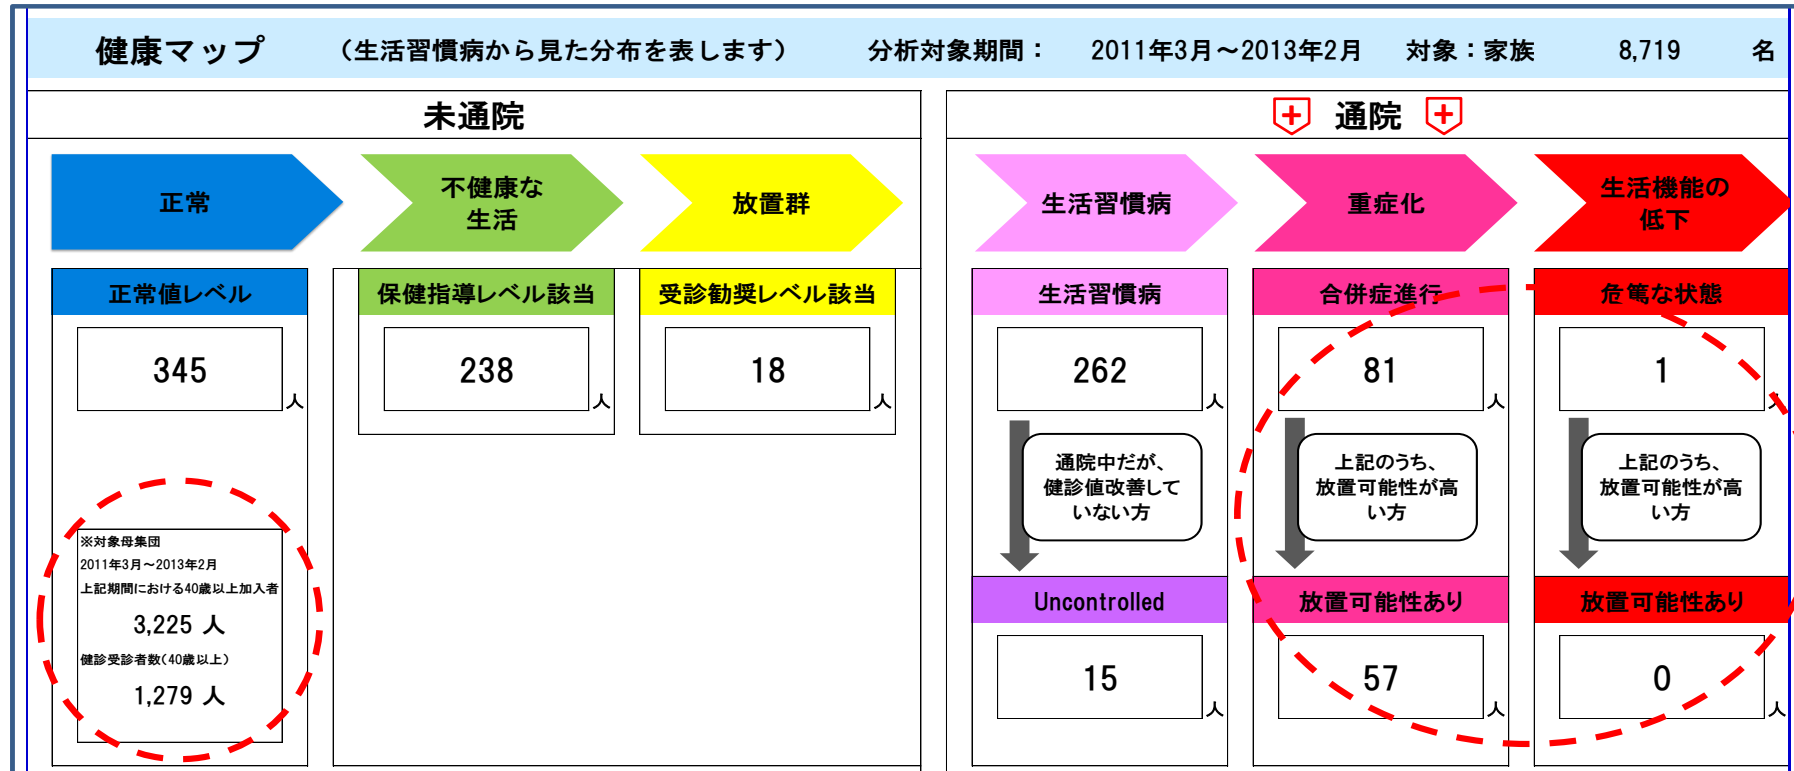 健康マップ （生活習慣病から見た分布を表します） 分析対象期間： 2011年3月～2013年2月 対象：家族 8,719 名
未通院
正常
不健康な
生活
放置群
正常値レベル
345
人
保健指導レベル該当
238
人
受診勧奨レベル該当
18
人
※対象母集団
2011年3月～2013年2月
上記期間における40歳以上加入者
3,225 人
健診受診者数(40歳以上)
1,279 人
通院
生活習慣病
重症化
生活機能の
低下
生活習慣病
262
人
通院中だが、
健診値改善して
いない方
Uncontrolled
15
人
合併症進行
81
人
上記のうち、
放置可能性が高
い方
放置可能性あり
57
人
危篤な状態
1
人
上記のうち、
放置可能性が高
い方
放置可能性あり
0
人